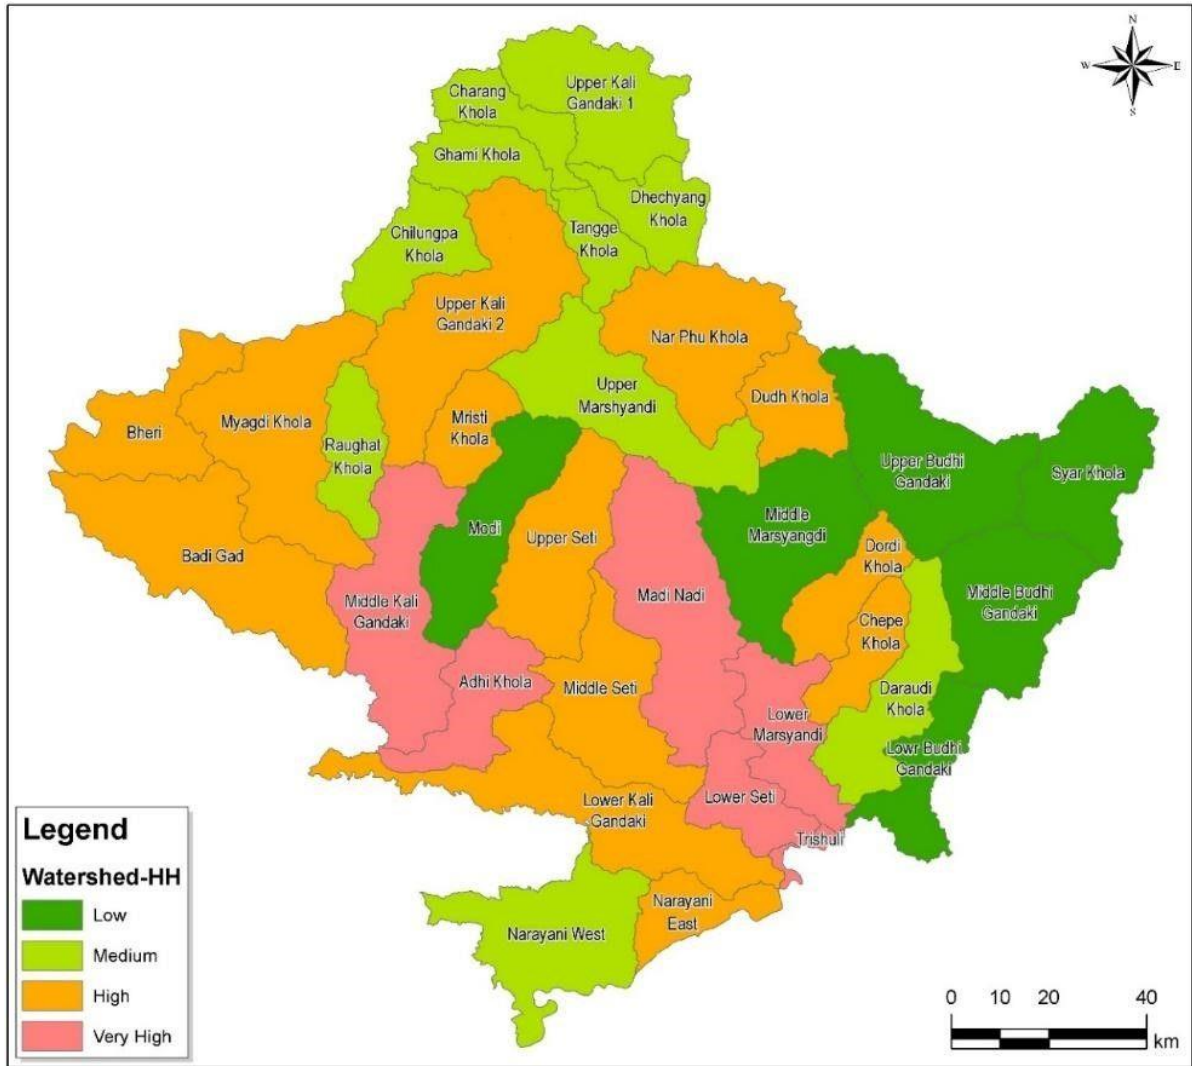 N
W
E
S
Upper Kali
Gandaki 1
Charang
Khola
Ghami Khola
Dhechyang
Khola
Tangge
Khola
Chilungpa
Khola
Upper Kali
Gandaki 2
Nar Phu Khola
Upper
Marshyandi
Dudh Khola
Mristi
Khola
Myagdi Khola
Bheri
Raughat
Khola
Upper Budhi
Gandaki
Syar Khola
Modi
Upper Seti
Middle
Marsyangdi
Dordi
Khola
Badi Gad
Middle Kali
Gandaki
Madi Nadi
Middle Budhi
Gandaki
Chepe
Khola
Adhi Khola
Middle Seti
Daraudi
Khola
Lower
Marsyandi
Lowr Budhi
Gandaki
Lower Kali
Gandaki
Lower Seti
Trishuli
Narayani
East
Narayani West
Legend
Watershed-HH
Low
Medium
High
Very High
0 10 20 40
km